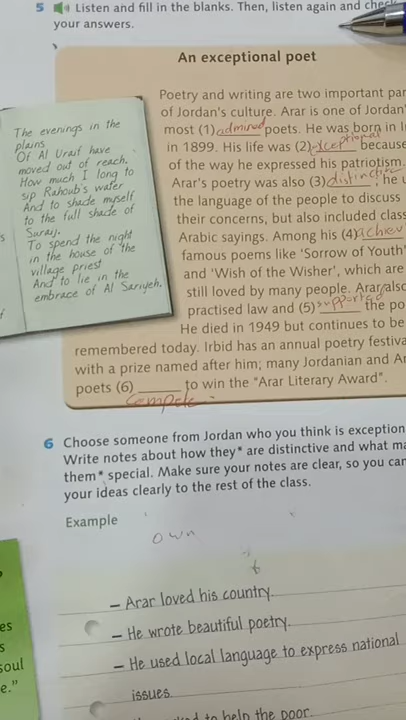 5 Listen and fill in the blanks. Then, listen again and check
your answers.
An exceptional poet
Poetry and writing are two important par
of Jordan's culture. Arar is one of Jordan'
most (1) admired poets. He was born in I
in 1899. His life was (2) exceptional because
of the way he expressed his patriotism.
Arar's poetry was also (3) distinctive; he u
the language of the people to discuss
their concerns, but also included class
Arabic sayings. Among his (4) achiev
famous poems like 'Sorrow of Youth'
and 'Wish of the Wisher', which are
still loved by many people. Arar also
practised law and (5) supported the po
He died in 1949 but continues to be
remembered today. Irbid has an annual poetry festiva
with a prize named after him; many Jordanian and Ar
poets (6) ______ to win the "Arar Literary Award".
compete
The evenings in the
plains
Of Al Urait have
moved out of reach.
How much I long to
sip Rahoub's water
And to shade myself
to the full shade of
Suraij.
To spend the night
in the house of the
village priest
And to lie in the
embrace of Al Sariyeh.
6 Choose someone from Jordan who you think is exception
Write notes about how they* are distinctive and what ma
them* special. Make sure your notes are clear, so you can
your ideas clearly to the rest of the class.
Example
own
– Arar loved his country.
– He wrote beautiful poetry.
– He used local language to express national
issues.
to help the poor.
es
s
soul
e."